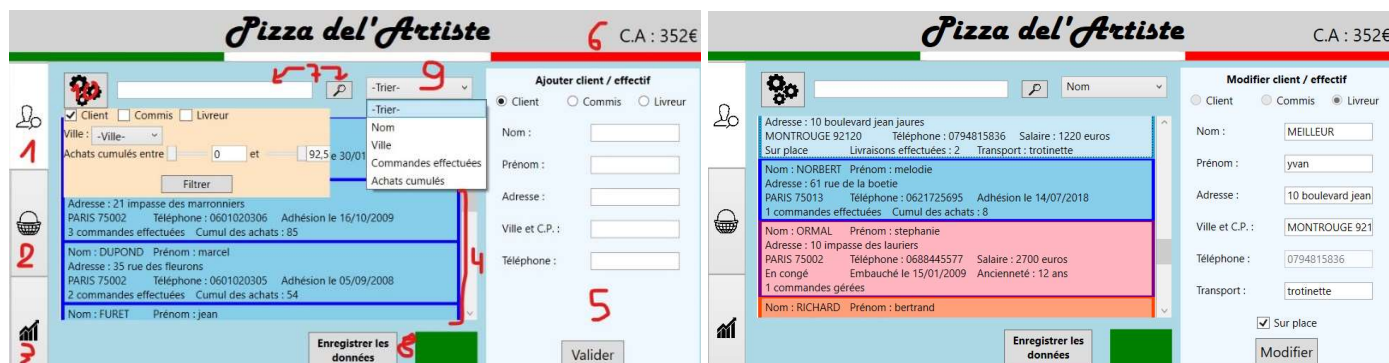 Pizza del'Artiste
6 C.A : 352€
7 9
10 -Trier-
Client Commis Livreur
Ville : -Ville-
Achats cumulés entre 0 et 92,5 e 30/01
Filtrer
-Trier-
Nom
Ville
Commandes effectuées
Achats cumulés
1
2
3
Adresse : 21 impasse des marronniers
PARIS 75002 Téléphone : 0601020306 Adhésion le 16/10/2009
3 commandes effectuées Cumul des achats : 85
Nom : DUPOND Prénom : marcel
Adresse : 35 rue des fleurons
PARIS 75002 Téléphone : 0601020305 Adhésion le 05/09/2008
2 commandes effectuées Cumul des achats : 54
Nom : FURET Prénom : jean
4
Enregistrer les
données
8
Ajouter client / effectif
Client Commis Livreur
Nom :
Prénom :
Adresse :
Ville et C.P. :
Téléphone :
5
Valider
Pizza del'Artiste
C.A : 352€
Nom
Adresse : 10 boulevard jean jaures
MONTROUGE 92120 Téléphone : 0794815836 Salaire : 1220 euros
Sur place Livraisons effectuées : 2 Transport : trotinette
Nom : NORBERT Prénom : melodie
Adresse : 61 rue de la boetie
PARIS 75013 Téléphone : 0621725695 Adhésion le 14/07/2018
1 commandes effectuées Cumul des achats : 8
Nom : ORMAL Prénom : stephanie
Adresse : 10 impasse des lauriers
PARIS 75002 Téléphone : 0688445577 Salaire : 2700 euros
En congé Embauché le 15/01/2009 Ancienneté : 12 ans
1 commandes gérées
Nom : RICHARD Prénom : bertrand
Enregistrer les
données
Modifier client / effectif
Client Commis Livreur
Nom : MEILLEUR
Prénom : yvan
Adresse : 10 boulevard jean
Ville et C.P. : MONTROUGE 921
Téléphone : 0794815836
Transport : trotinette
Sur place
Modifier